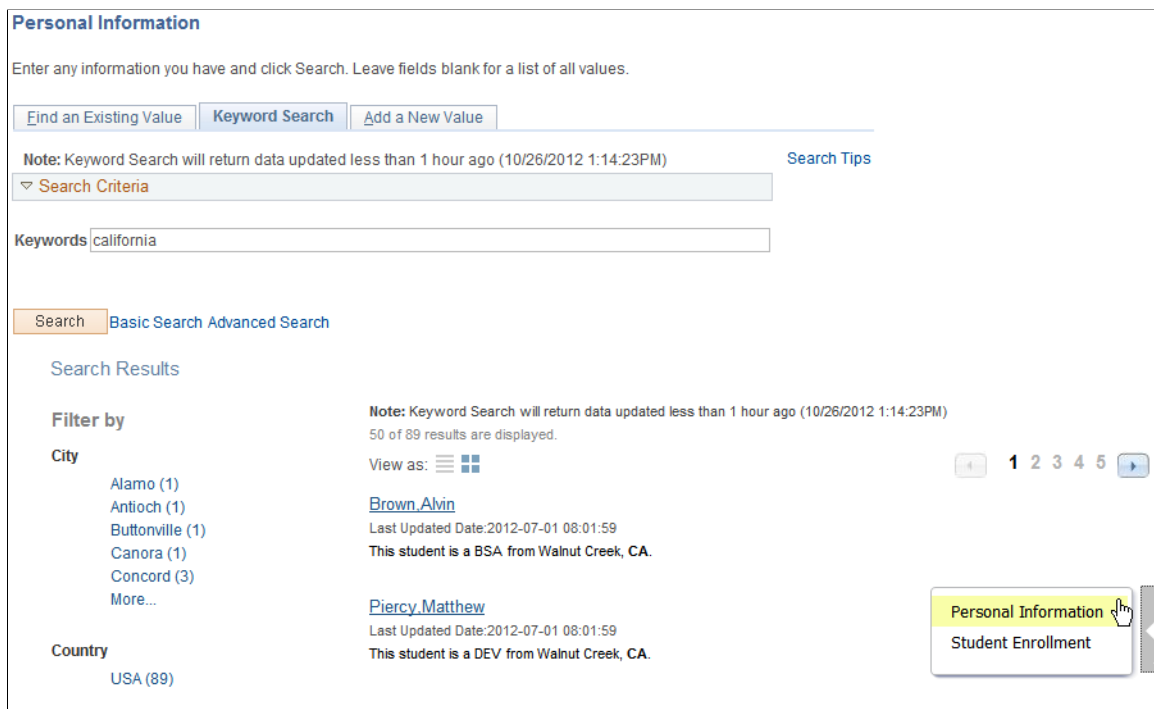 Personal Information
Enter any information you have and click Search. Leave fields blank for a list of all values.
Find an Existing Value
Keyword Search
Add a New Value
Note: Keyword Search will return data updated less than 1 hour ago (10/26/2012 1:14:23PM)
Search Tips
Search Criteria
Keywords california
Search Basic Search Advanced Search
Search Results
Filter by
City
Alamo (1)
Antioch (1)
Buttonville (1)
Canora (1)
Concord (3)
More...
Country
USA (89)
Note: Keyword Search will return data updated less than 1 hour ago (10/26/2012 1:14:23PM)
50 of 89 results are displayed.
View as:
1 2 3 4 5
Brown,Alvin
Last Updated Date:2012-07-01 08:01:59
This student is a BSA from Walnut Creek, CA.
Piercy,Matthew
Last Updated Date:2012-07-01 08:01:59
This student is a DEV from Walnut Creek, CA.
Personal Information
Student Enrollment